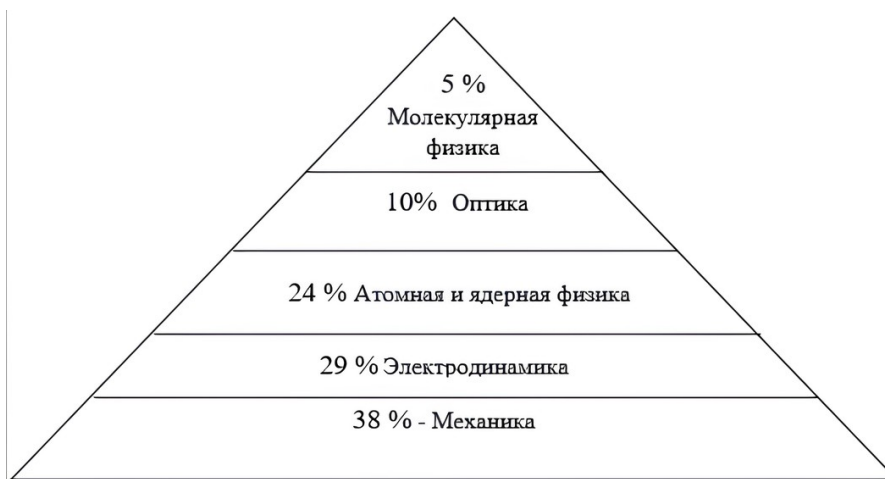 5 %
Молекулярная
физика
10% Оптика
24 % Атомная и ядерная физика
29 % Электродинамика
38 % - Механика